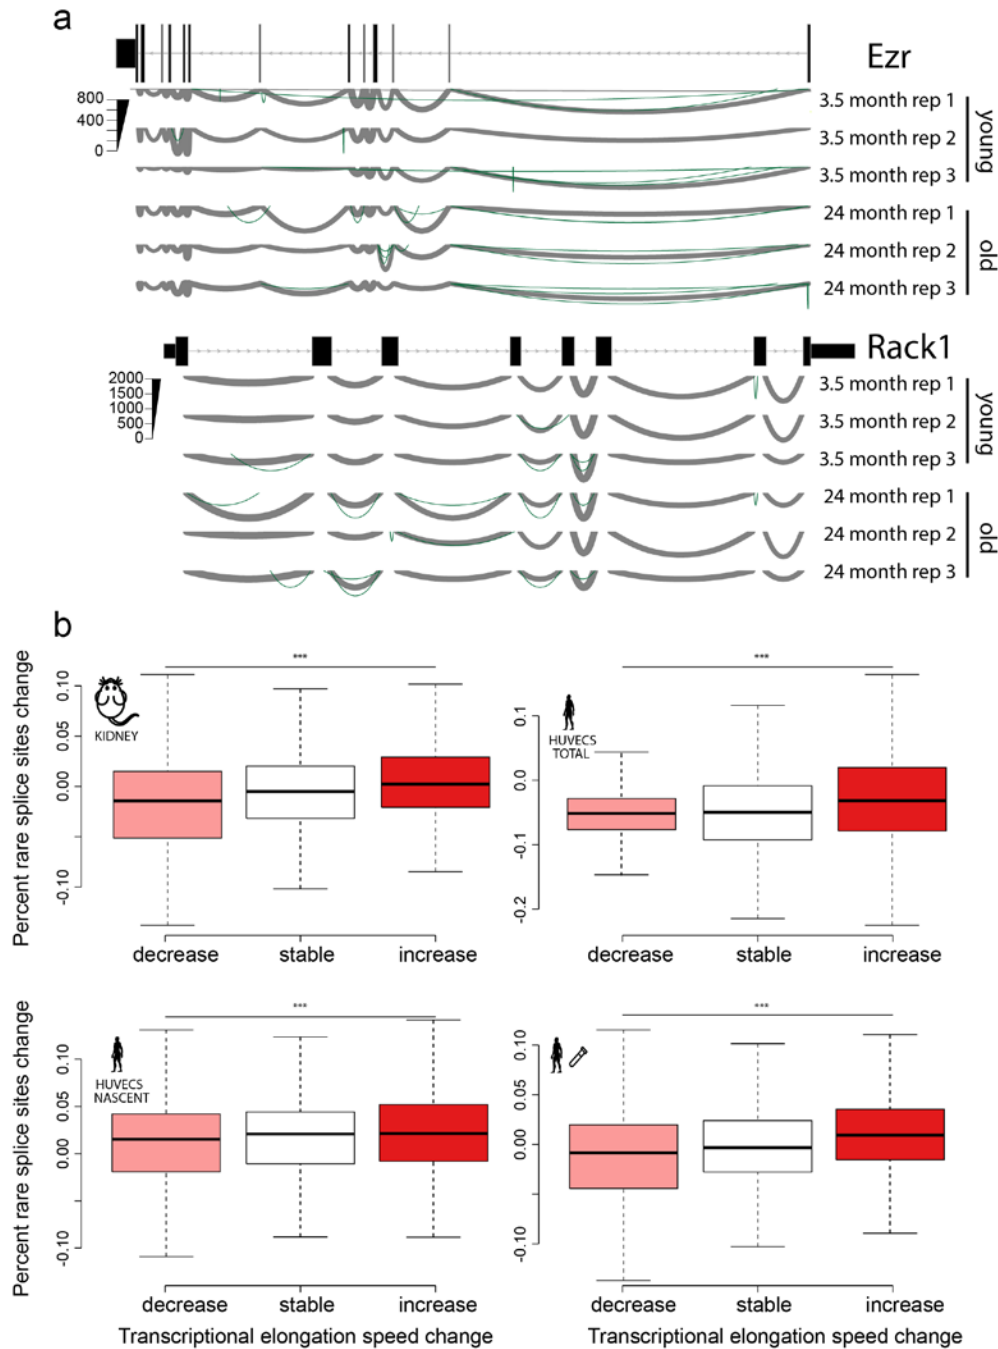 a
Ezr
800
400
0
3.5 month rep 1
3.5 month rep 2
3.5 month rep 3
young
24 month rep 1
24 month rep 2
24 month rep 3
old
Rack1
2000
1500
1000
500
0
3.5 month rep 1
3.5 month rep 2
3.5 month rep 3
young
24 month rep 1
24 month rep 2
24 month rep 3
old
b
Percent rare splice sites change
0.10
0.05
0.00
-0.10
KIDNEY
***
decrease stable increase
0.1
0.0
-0.1
-0.2
HUVECS
TOTAL
***
decrease stable increase
Percent rare splice sites change
0.10
0.05
0.00
-0.10
HUVECS
NASCENT
***
decrease stable increase
Transcriptional elongation speed change
0.10
0.05
0.00
-0.10
***
decrease stable increase
Transcriptional elongation speed change